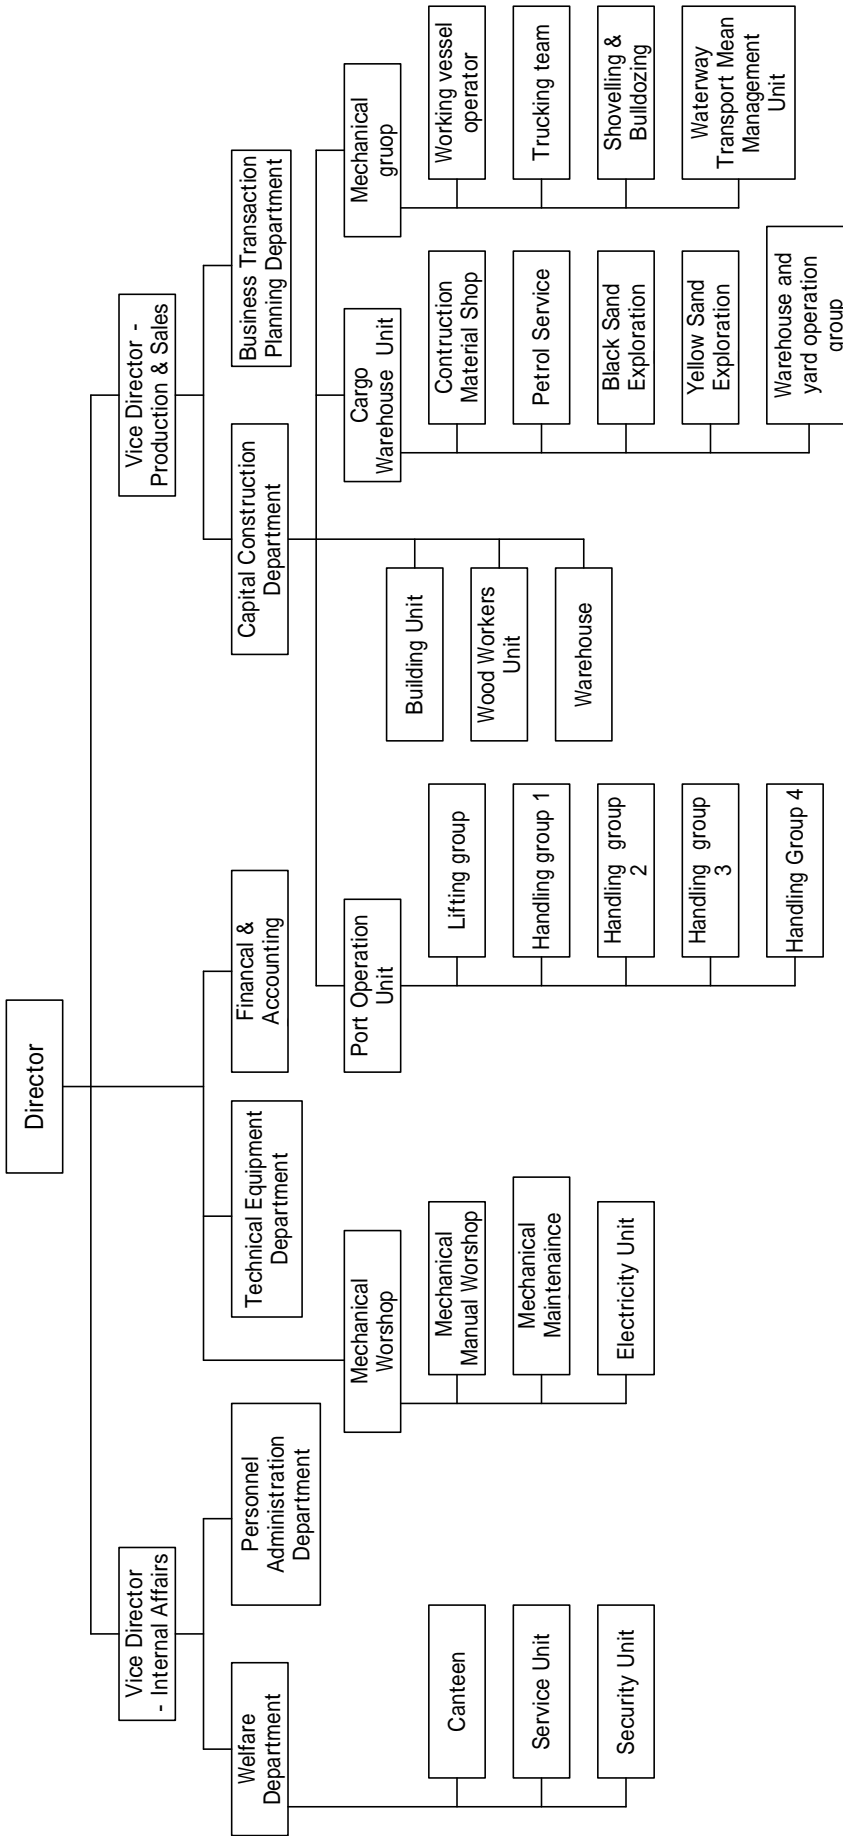 Director
Vice Director
- Internal Affairs
Vice Director -
Production & Sales
Welfare
Department
Personnel
Administration
Department
Technical Equipment
Department
Financal &
Accounting
Capital Construction
Department
Business Transaction
Planning Department
Mechanical
Worshop
Port Operation
Unit
Cargo
Warehouse Unit
Mechanical
gruop
Canteen
Service Unit
Security Unit
Mechanical
Manual Worshop
Mechanical
Maintenaince
Electricity Unit
Lifting group
Handling group 1
Handling group
2
Handling group
3
Handling Group 4
Building Unit
Wood Workers
Unit
Warehouse
Contruction
Material Shop
Petrol Service
Black Sand
Exploration
Yellow Sand
Exploration
Warehouse and
yard operation
group
Working vessel
operator
Trucking team
Shovelling &
Bulldozing
Waterway
Transport Mean
Management
Unit